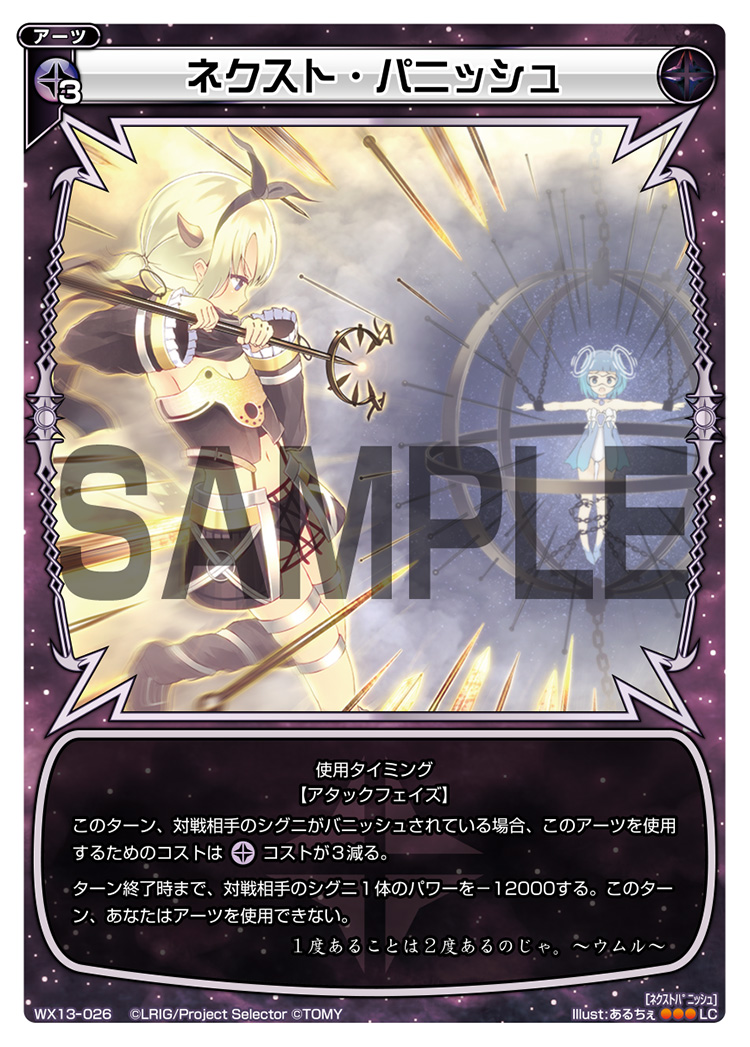 アーツ
ネクスト・パニッシュ
3
SAMPLE
使用タイミング
【アタックフェイズ】
このターン、対戦相手のシグニがバニッシュされている場合、このアーツを使用
するためのコストは コストが3減る。
ターン終了時まで、対戦相手のシグニ1体のパワーを－12000する。このター
ン、あなたはアーツを使用できない。
１度あることは２度あるのじゃ。～ウムル～
[ネクストパニッシュ]
WX13-026 ©LRIG/Project Selector ©TOMY Illust:あるちぇ LC